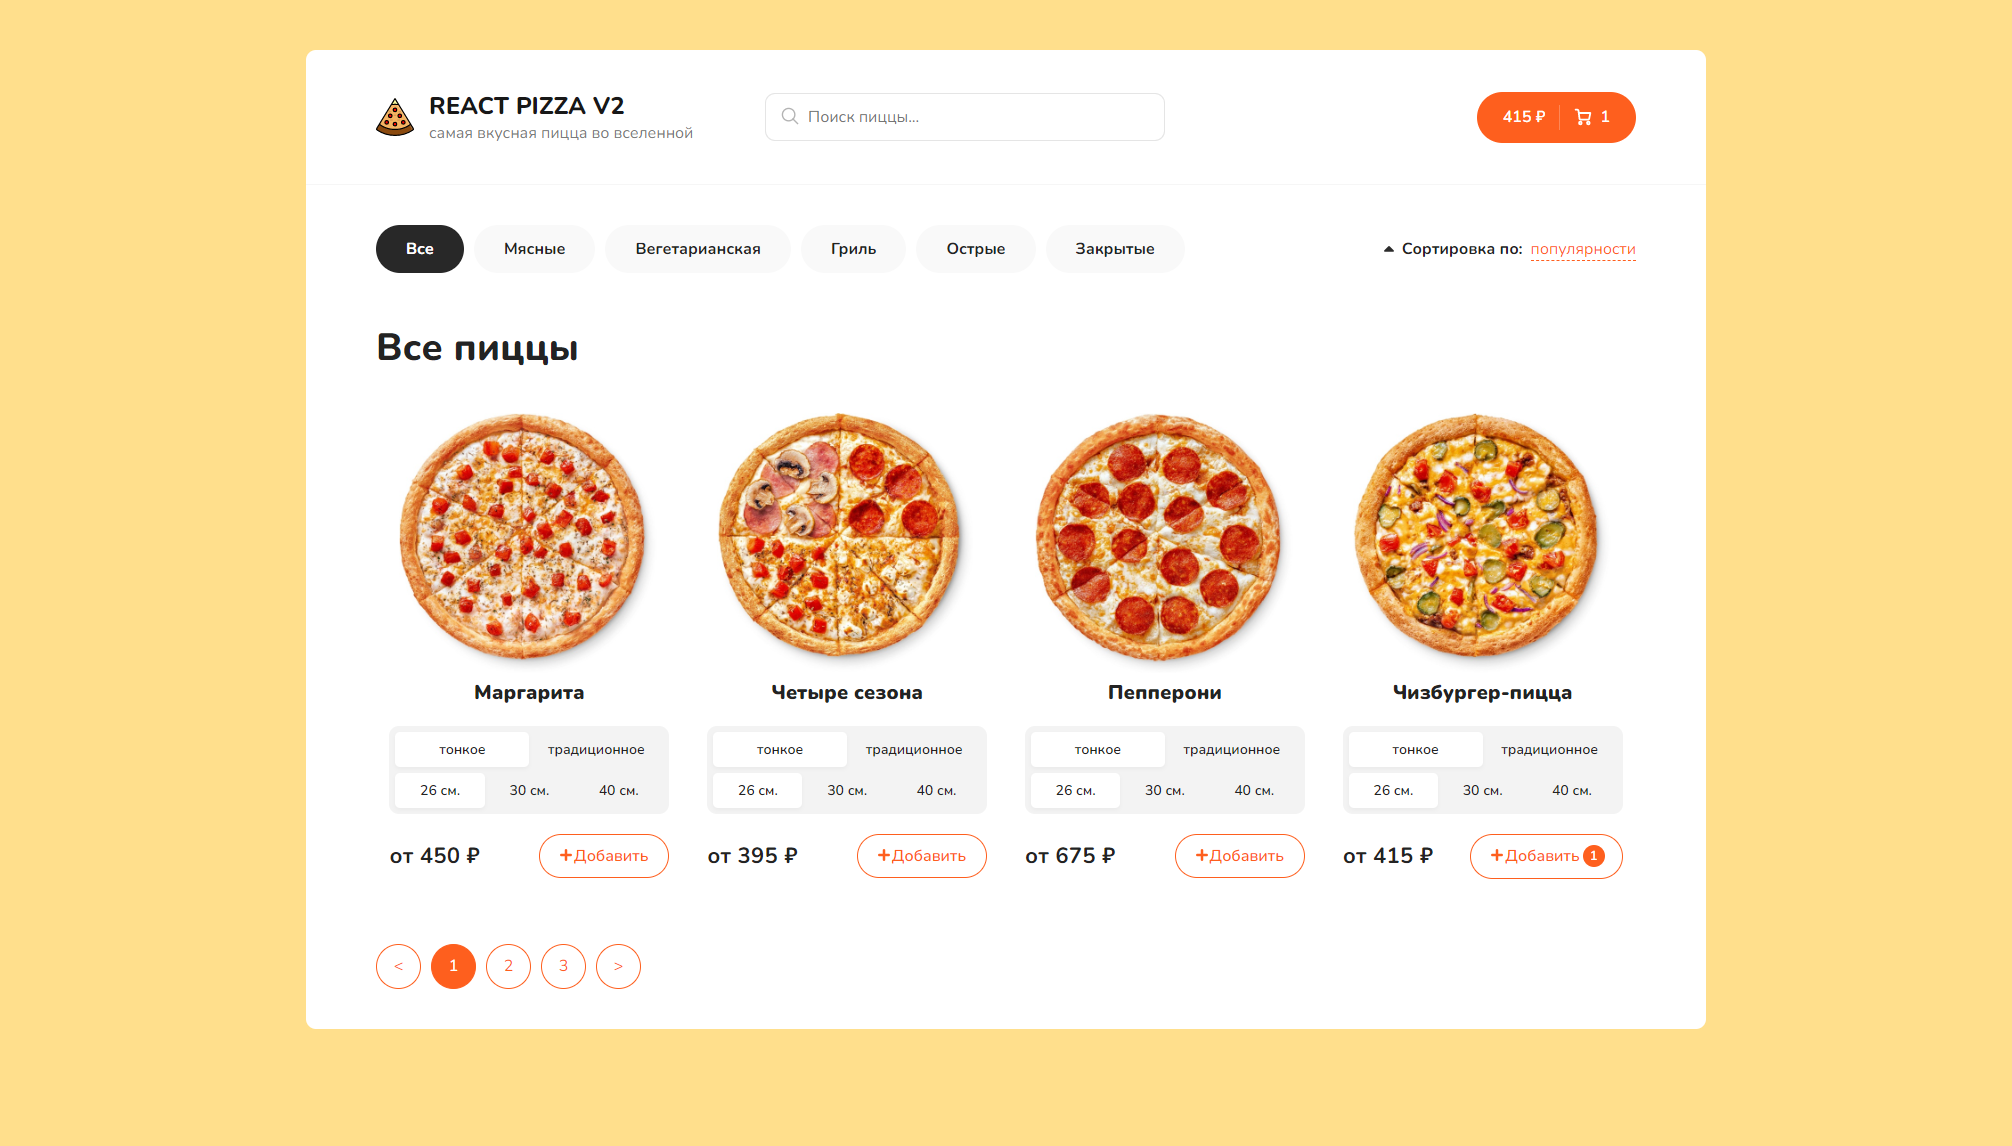 REACT PIZZA V2
самая вкусная пицца во вселенной
Поиск пиццы...
415 ₽ 1
Все Мясные Вегетарианская Гриль Острые Закрытые Сортировка по: популярности
Все пиццы
Маргарита Четыре сезона Пепперони Чизбургер-пицца
тонкое традиционное тонкое традиционное тонкое традиционное тонкое традиционное
26 см. 30 см. 40 см. 26 см. 30 см. 40 см. 26 см. 30 см. 40 см. 26 см. 30 см. 40 см.
от 450 ₽ +Добавить от 395 ₽ +Добавить от 675 ₽ +Добавить от 415 ₽ +Добавить 1
< 1 2 3 >